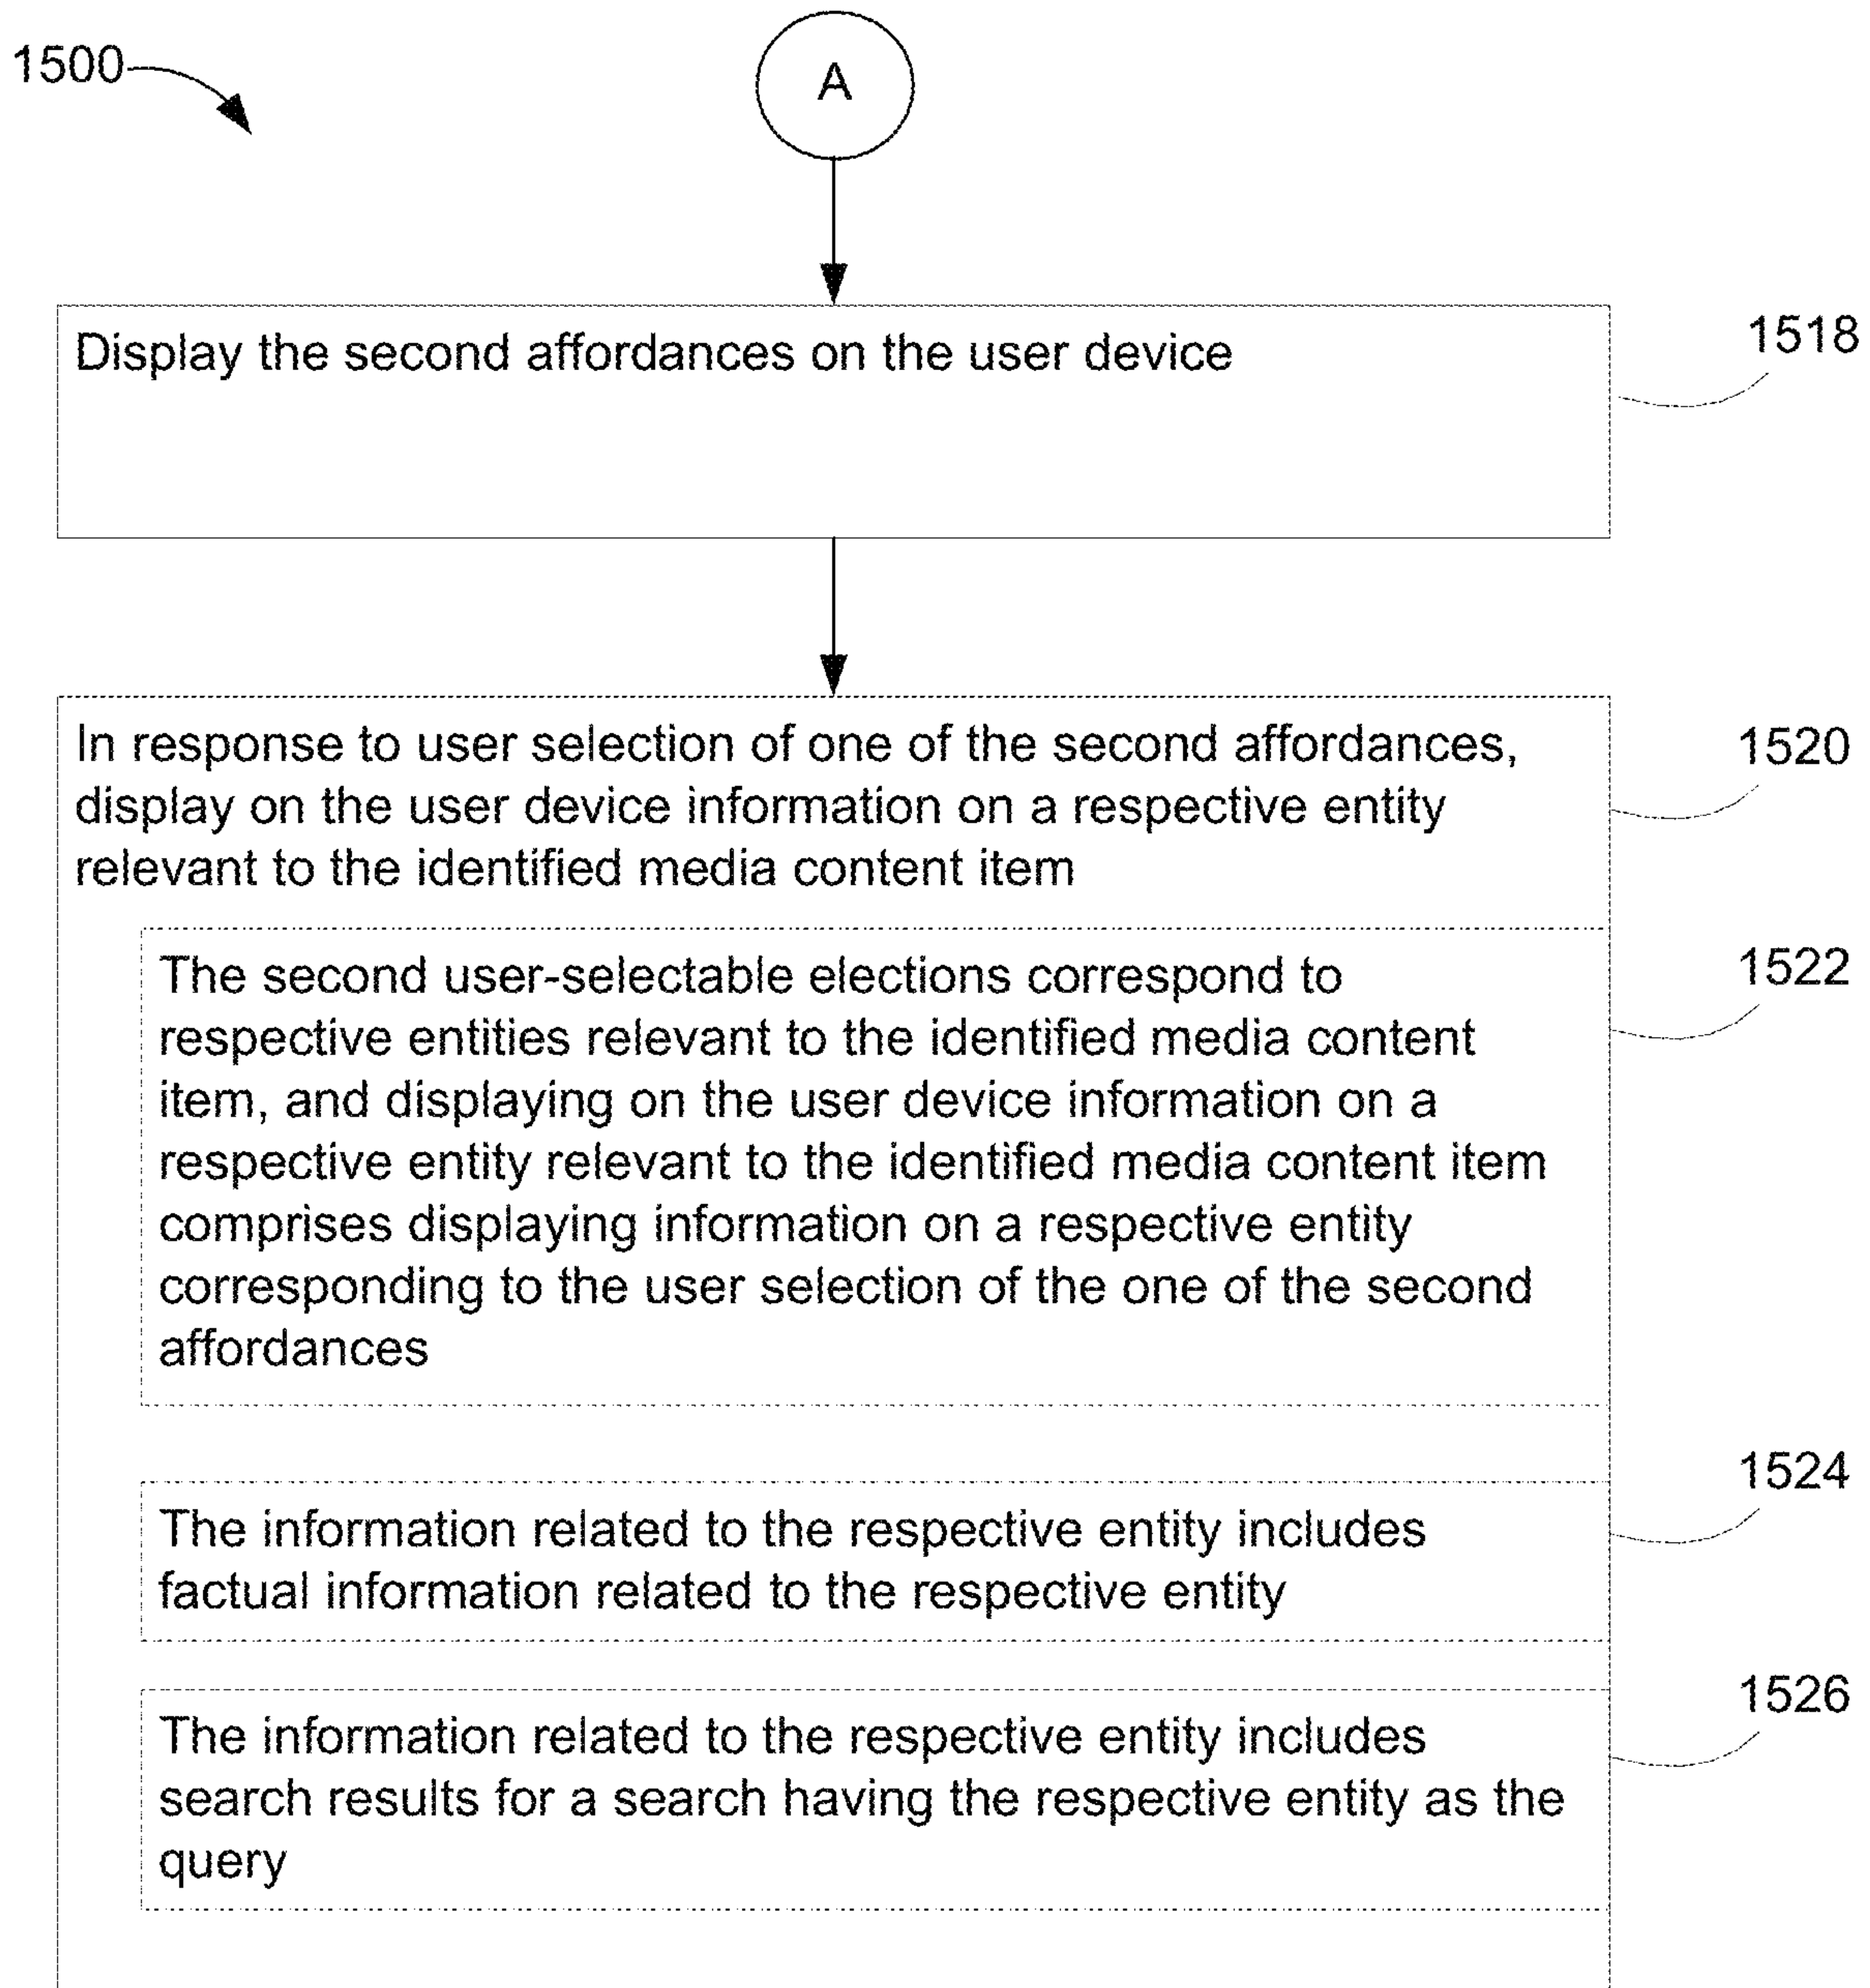 1500
A
Display the second affordances on the user device
1518
In response to user selection of one of the second affordances,
display on the user device information on a respective entity
relevant to the identified media content item
1520
The second user-selectable elections correspond to
respective entities relevant to the identified media content
item, and displaying on the user device information on a
respective entity relevant to the identified media content item
comprises displaying information on a respective entity
corresponding to the user selection of the one of the second
affordances
1522
The information related to the respective entity includes
factual information related to the respective entity
1524
The information related to the respective entity includes
search results for a search having the respective entity as the
query
1526